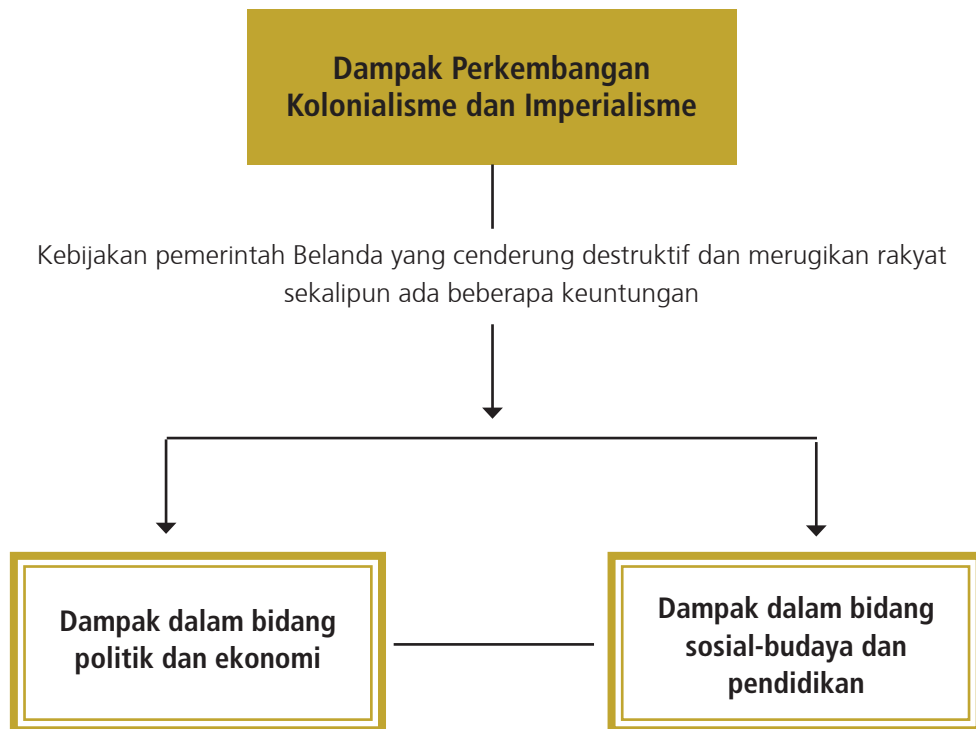 Dampak Perkembangan
Kolonialisme dan Imperialisme
Kebijakan pemerintah Belanda yang cenderung destruktif dan merugikan rakyat
sekalipun ada beberapa keuntungan
Dampak dalam bidang
politik dan ekonomi
Dampak dalam bidang
sosial-budaya dan
pendidikan